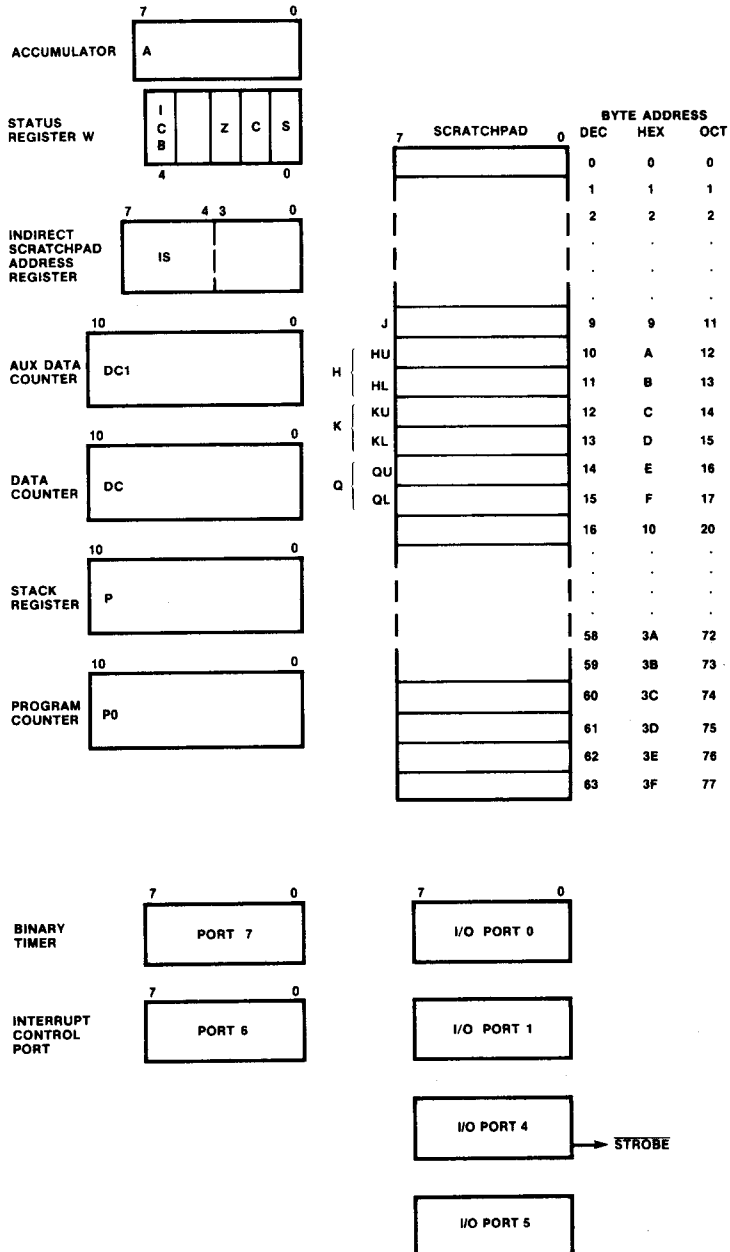 7 0
ACCUMULATOR A
STATUS
REGISTER W
I
C
B
Z C S
4 0
7 4 3 0
INDIRECT
SCRATCHPAD
ADDRESS
REGISTER
IS
10 0
AUX DATA
COUNTER
DC1
10 0
DATA
COUNTER
DC
10 0
STACK
REGISTER
P
10 0
PROGRAM
COUNTER
P0
BYTE ADDRESS
7 SCRATCHPAD 0 DEC HEX OCT
0 0 0
1 1 1
2 2 2
. . .
. . .
. . .
J 9 9 11
H HU 10 A 12
HL 11 B 13
K KU 12 C 14
KL 13 D 15
Q QU 14 E 16
QL 15 F 17
16 10 20
. . .
. . .
. . .
58 3A 72
59 3B 73
60 3C 74
61 3D 75
62 3E 76
63 3F 77
7 0
BINARY
TIMER
PORT 7
7 0
INTERRUPT
CONTROL
PORT
PORT 6
7 0
I/O PORT 0
I/O PORT 1
I/O PORT 4
STROBE
I/O PORT 5